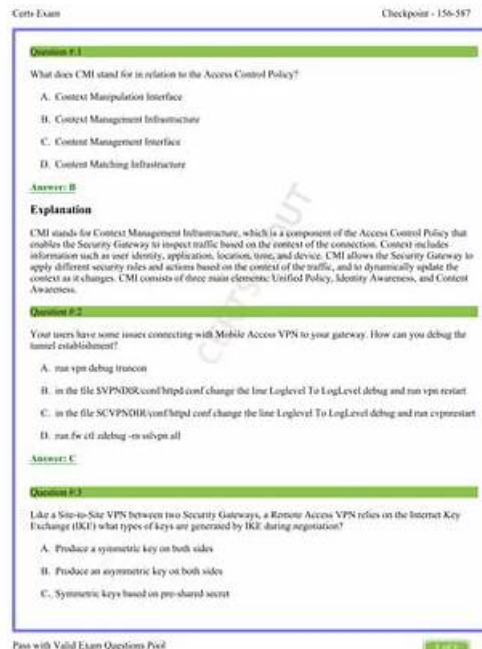 Certs Exam
Checkpoint - 156-587
Question #:1
What does CMI stand for in relation to the Access Control Policy?
A. Context Manipulation Interface
B. Context Management Infrastructure
C. Content Management Interface
D. Content Matching Infrastructure
Answer: B
Explanation
CMI stands for Context Management Infrastructure, which is a component of the Access Control Policy that
enables the Security Gateway to inspect traffic based on the context of the connection. Context includes
information such as user identity, application, location, time, and device. CMI allows the Security Gateway to
apply different security rules and actions based on the context of the traffic, and to dynamically update the
context as it changes. CMI consists of three main elements: Unified Policy, Identity Awareness, and Content
Awareness.
Question #:2
Your users have some issues connecting with Mobile Access VPN to your gateway. How can you debug the
tunnel establishment?
A. run vpn debug truncon
B. in the file $VPNDIR/conf/httpd.conf change the line Loglevel To LogLevel debug and run vpn restart
C. in the file SCVPNDIR/conf/httpd.conf change the line Loglevel To LogLevel debug and run cvpnrestart
D. run fw ctl zdebug -m sslvpn all
Answer: C
Question #:3
Like a Site-to-Site VPN between two Security Gateways, a Remote Access VPN relies on the Internet Key
Exchange (IKE) what types of keys are generated by IKE during negotiation?
A. Produce a symmetric key on both sides
B. Produce an asymmetric key on both sides
C. Symmetric keys based on pre-shared secret
Pass with Valid Exam Questions Pool